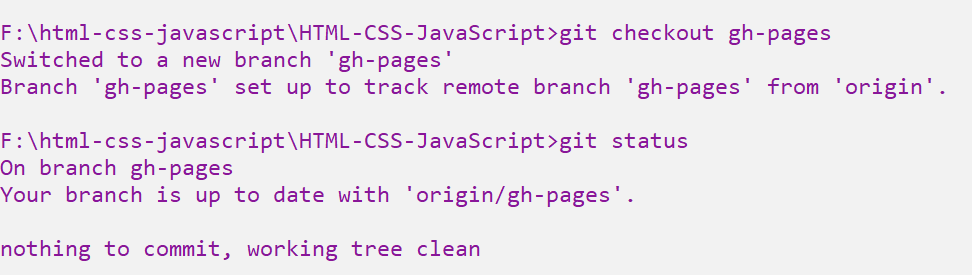 F:\html-css-javascript\HTML-CSS-JavaScript>git checkout gh-pages
Switched to a new branch 'gh-pages'
Branch 'gh-pages' set up to track remote branch 'gh-pages' from 'origin'.
F:\html-css-javascript\HTML-CSS-JavaScript>git status
On branch gh-pages
Your branch is up to date with 'origin/gh-pages'.
nothing to commit, working tree clean